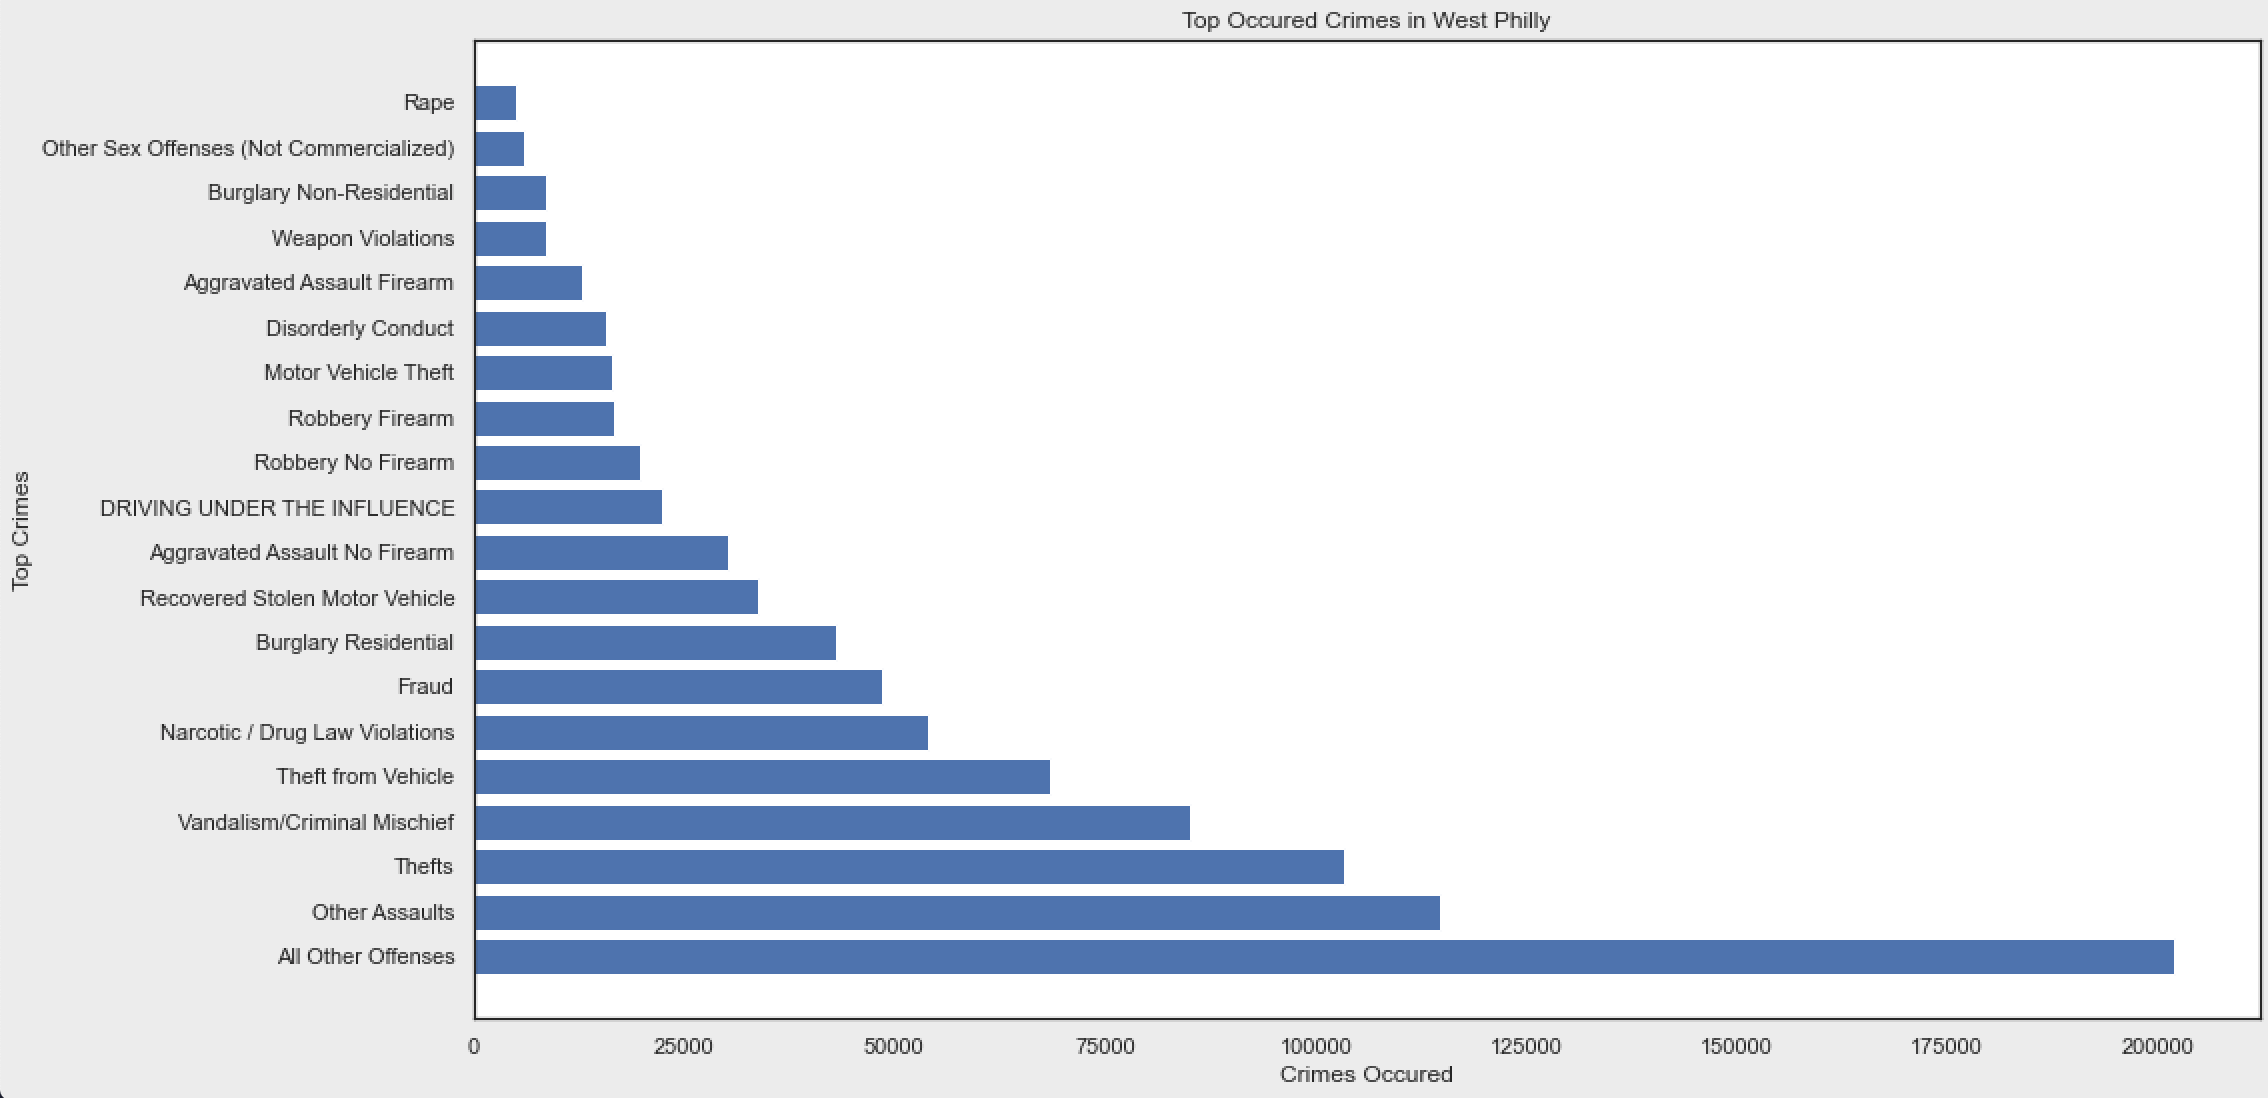 Top Occured Crimes in West Philly
Rape
Other Sex Offenses (Not Commercialized)
Burglary Non-Residential
Weapon Violations
Aggravated Assault Firearm
Disorderly Conduct
Motor Vehicle Theft
Robbery Firearm
Robbery No Firearm
DRIVING UNDER THE INFLUENCE
Aggravated Assault No Firearm
Recovered Stolen Motor Vehicle
Burglary Residential
Fraud
Narcotic / Drug Law Violations
Theft from Vehicle
Vandalism/Criminal Mischief
Thefts
Other Assaults
All Other Offenses
Top Crimes
0 25000 50000 75000 100000 125000 150000 175000 200000
Crimes Occured